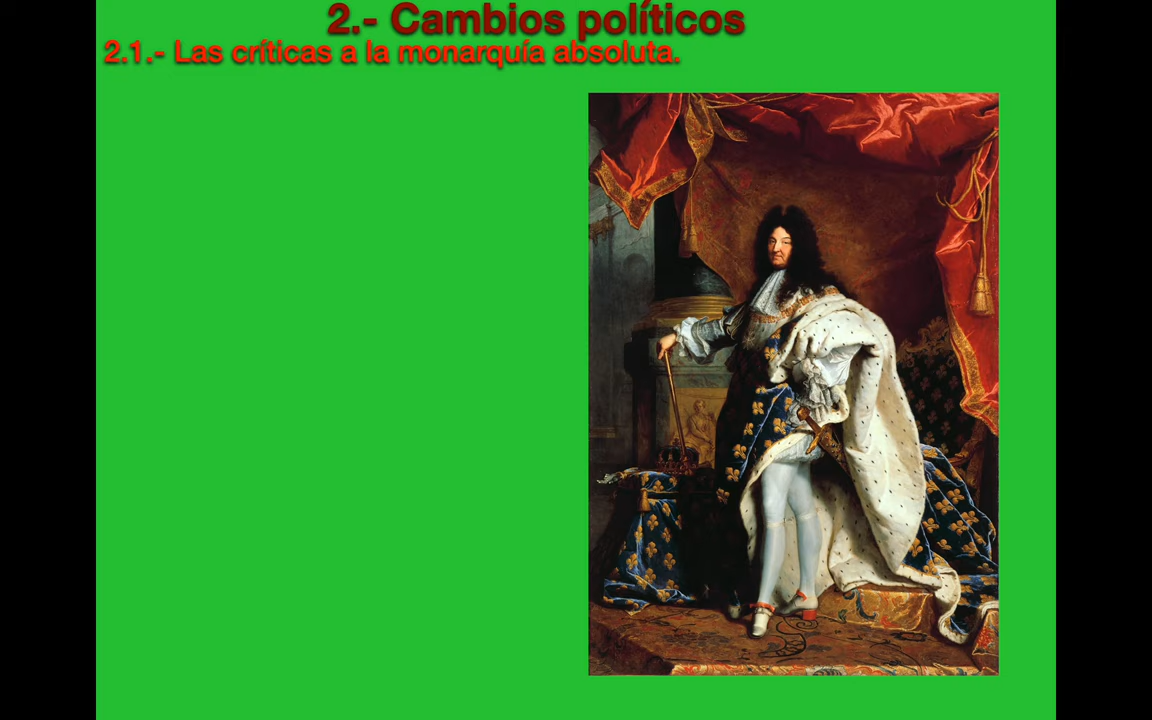 2.- Cambios políticos
2.1.- Las críticas a la monarquía absoluta.